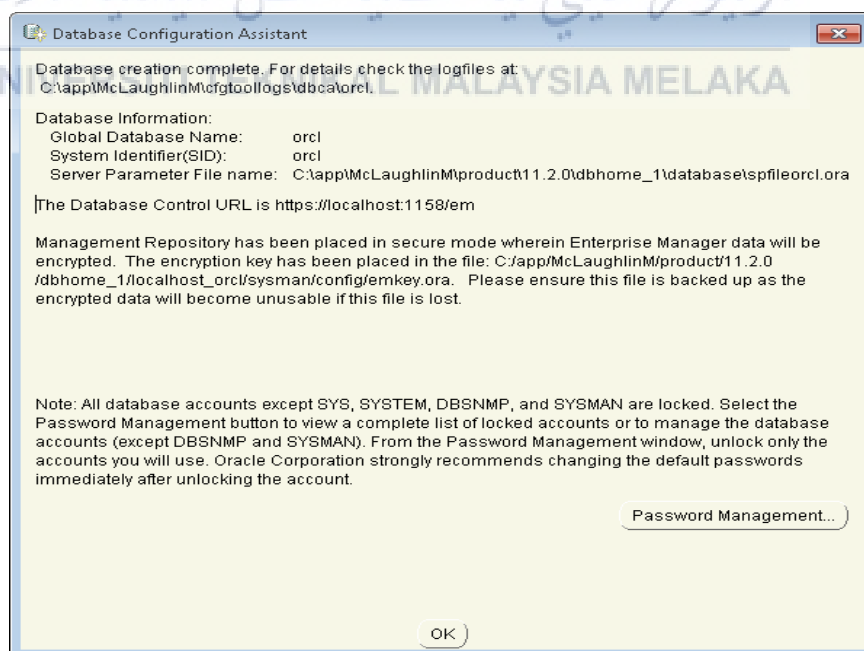 Database Configuration Assistant
Database creation complete. For details check the logfiles at:
C:\app\McLaughlinM\cfgtoollogs\dbca\orcl.
UNIVERSITI TEKNIKAL MALAYSIA MELAKA
Database Information:
Global Database Name: orcl
System Identifier(SID): orcl
Server Parameter File name: C:\app\McLaughlinM\product\11.2.0\dbhome_1\database\spfileorcl.ora
The Database Control URL is https://localhost:1158/em
Management Repository has been placed in secure mode wherein Enterprise Manager data will be
encrypted. The encryption key has been placed in the file: C:/app/McLaughlinM/product/11.2.0
/dbhome_1/localhost_orcl/sysman/config/emkey.ora. Please ensure this file is backed up as the
encrypted data will become unusable if this file is lost.
Note: All database accounts except SYS, SYSTEM, DBSNMP, and SYSMAN are locked. Select the
Password Management button to view a complete list of locked accounts or to manage the database
accounts (except DBSNMP and SYSMAN). From the Password Management window, unlock only the
accounts you will use. Oracle Corporation strongly recommends changing the default passwords
immediately after unlocking the account.
Password Management...
OK